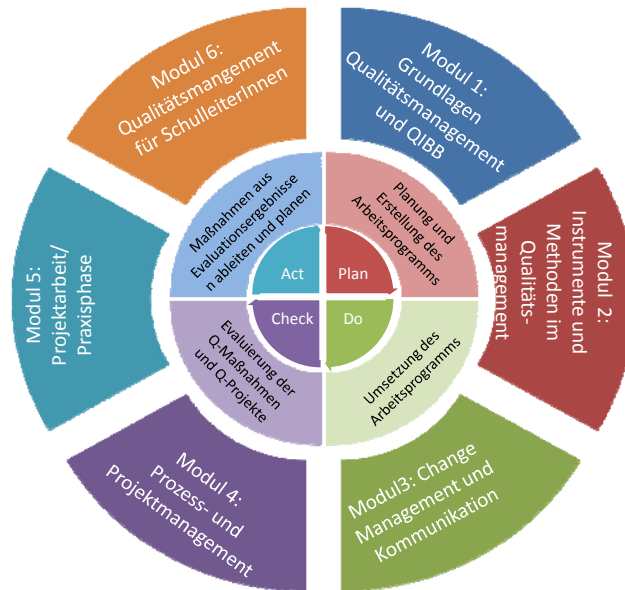 Modul 1:
Grundlagen
Qualitätsmanagement
und QIBB
Modul 2:
Instrumente und
Methoden im
Qualitäts-
management
Modul3: Change
Management und
Kommunikation
Modul 4:
Prozess- und
Projektmanagement
Modul 5:
Projektarbeit/
Praxisphase
Modul 6:
Qualitätsmangement
für SchulleiterInnen
Planung und
Erstellung des
Arbeitsprogramms
Umsetzung des
Arbeitsprogramms
Evaluierung der
Q-Maßnahmen
und Q-Projekte
Maßnahmen aus
Evaluationsergebnisse
n ableiten und planen
Act
Plan
Check
Do